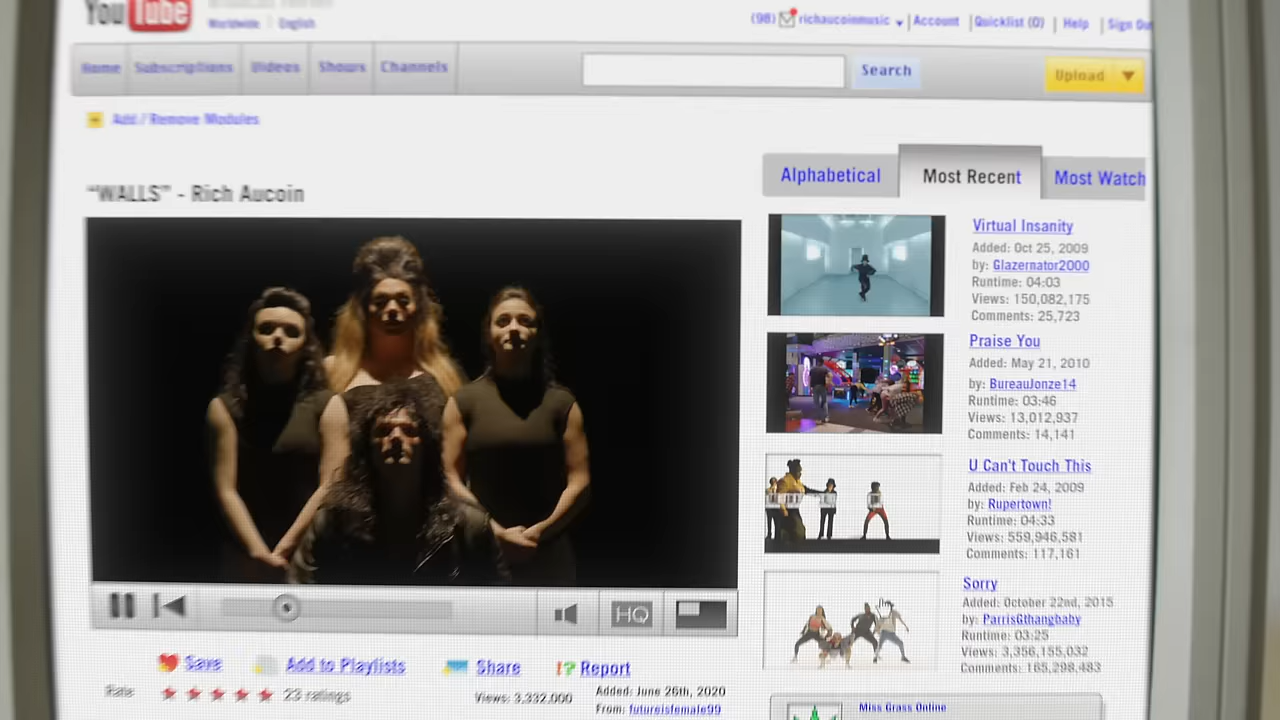 YouTube
Worldwide | English
(98) richaucoinmusic | Account | Quicklist (0) | Help | Sign Out
Home Subscriptions Videos Shows Channels
Search
Upload
Add / Remove Modules
Alphabetical
Most Recent
Most Watch
“WALLS” - Rich Aucoin
Virtual Insanity
Added: Oct 25, 2009
by: Glazernator2000
Runtime: 04:03
Views: 150,082,175
Comments: 25,723
Praise You
Added: May 21, 2010
by: BureauJonze14
Runtime: 03:46
Views: 13,012,937
Comments: 14,141
U Can't Touch This
Added: Feb 24, 2009
by: Rupertown!
Runtime: 04:33
Views: 559,946,581
Comments: 117,161
Sorry
Added: October 22nd, 2015
by: ParrisGthangbaby
Runtime: 03:25
Views: 3,356,155,032
Comments: 165,298,483
HQ
Save
Add to Playlists
Share
!? Report
Rate
23 ratings
Views: 3,332,000
Added: June 26th, 2020
From: futureisfemale99
Miss Grass Online